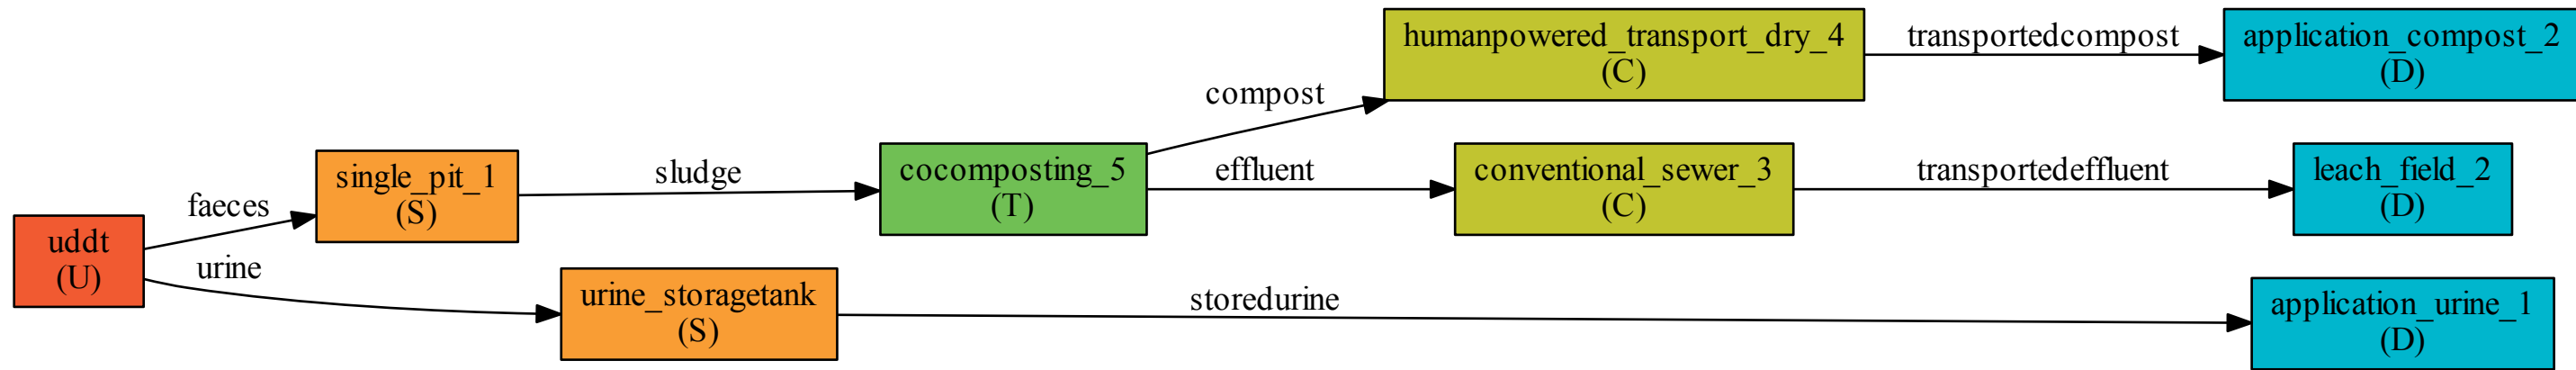 uddt
(U)
faeces
urine
single_pit_1
(S)
urine_storagetank
(S)
sludge
storedurine
cocomposting_5
(T)
compost
effluent
humanpowered_transport_dry_4
(C)
conventional_sewer_3
(C)
transportedcompost
transportedeffluent
application_compost_2
(D)
leach_field_2
(D)
application_urine_1
(D)